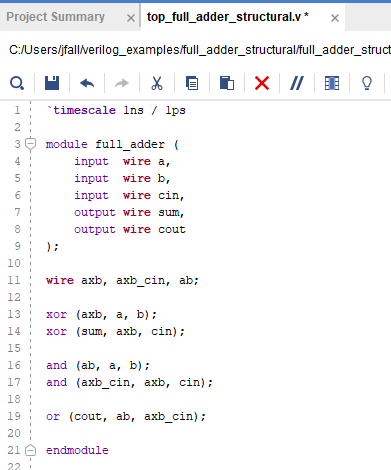 Project Summary × top_full_adder_structural.v * ×
C:/Users/jfall/verilog_examples/full_adder_structural/full_adder_struct
1 `timescale 1ns / 1ps
2
3 module full_adder (
4 input wire a,
5 input wire b,
6 input wire cin,
7 output wire sum,
8 output wire cout
9 );
10
11 wire axb, axb_cin, ab;
12
13 xor (axb, a, b);
14 xor (sum, axb, cin);
15
16 and (ab, a, b);
17 and (axb_cin, axb, cin);
18
19 or (cout, ab, axb_cin);
20
21 endmodule
22